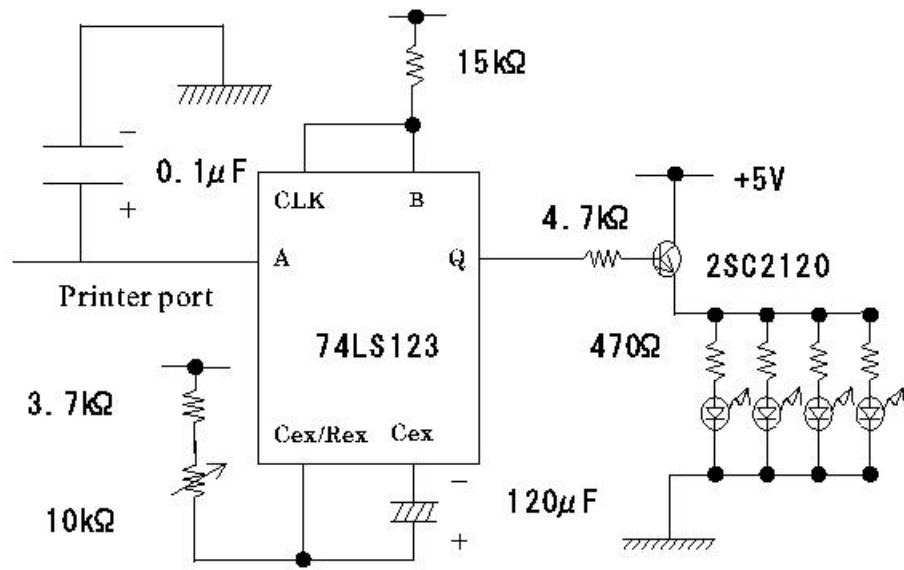 15kΩ
−
0.1μF
+
CLK
B
+5V
4.7kΩ
A
Q
2SC2120
Printer port
74LS123
470Ω
3.7kΩ
Cex/Rex
Cex
−
10kΩ
120μF
+